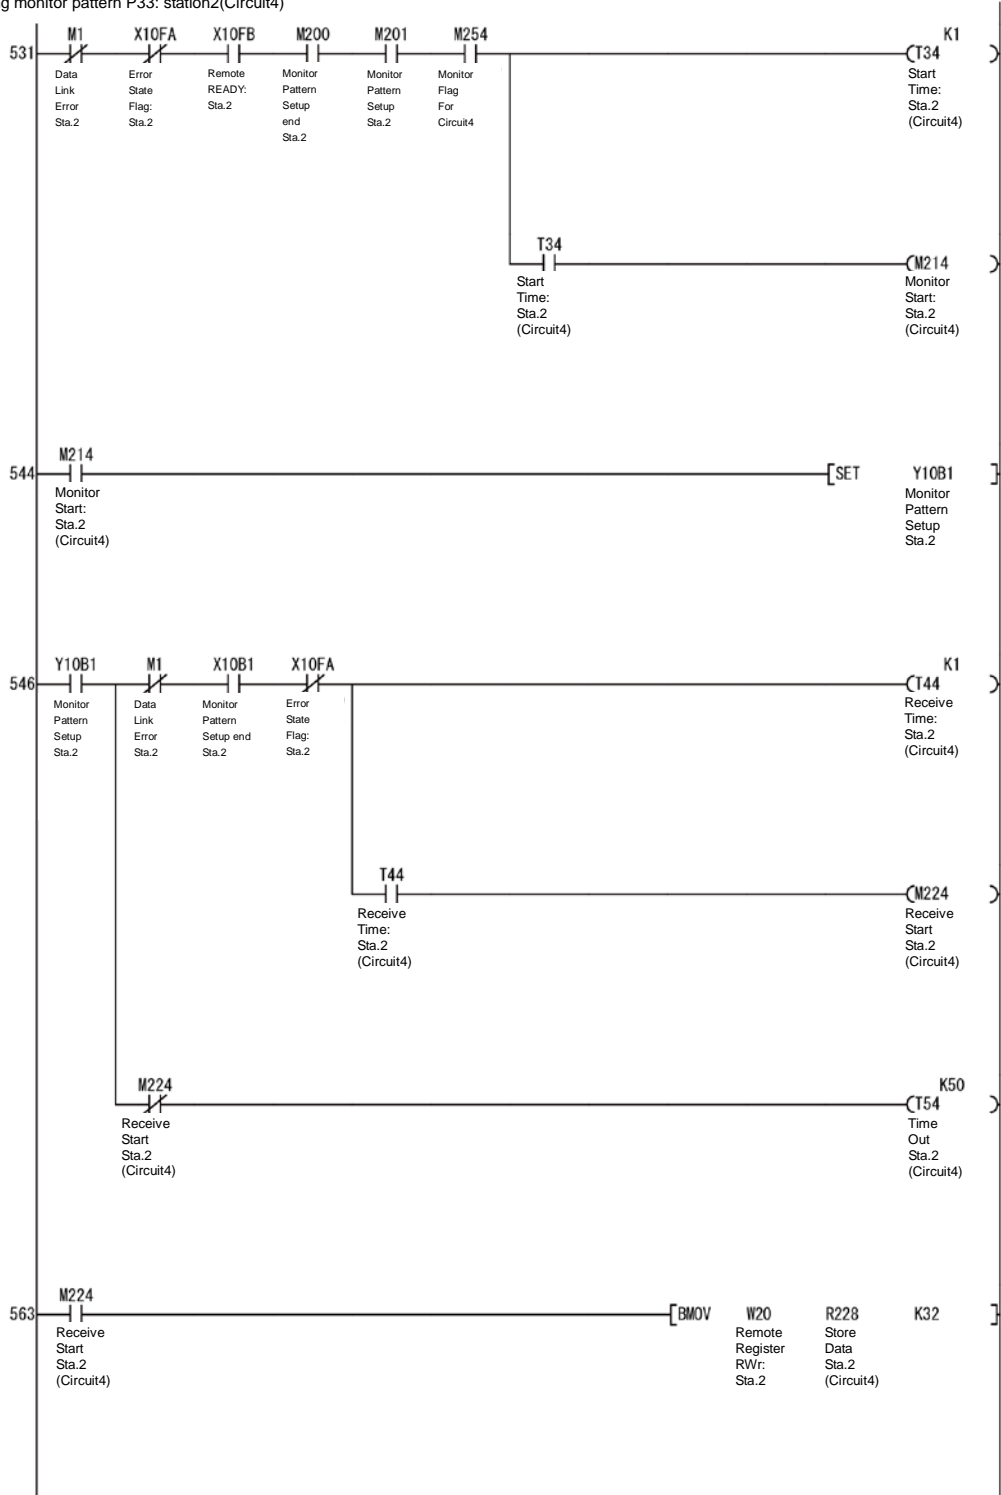 g monitor pattern P33: station2(Circuit4)
M1 X10FA X10FB M200 M201 M254 K1
531 (T34 )
Data Error Remote Monitor Monitor Monitor Start
Link State READY: Pattern Pattern Flag Time:
Error Flag: Sta.2 Setup Setup For Sta.2
Sta.2 Sta.2 end Sta.2 Circuit4 (Circuit4)
Sta.2
T34
(M214 )
Start Monitor
Time: Start:
Sta.2 Sta.2
(Circuit4) (Circuit4)
M214
544 [SET Y10B1 ]
Monitor Monitor
Start: Pattern
Sta.2 Setup
(Circuit4) Sta.2
Y10B1 M1 X10B1 X10FA K1
546 (T44 )
Monitor Data Monitor Error Receive
Pattern Link Pattern State Time:
Setup Error Setup end Flag: Sta.2
Sta.2 Sta.2 Sta.2 Sta.2 (Circuit4)
T44
(M224 )
Receive Receive
Time: Start
Sta.2 Sta.2
(Circuit4) (Circuit4)
M224 K50
(T54 )
Receive Time
Start Out
Sta.2 Sta.2
(Circuit4) (Circuit4)
M224
563 [BMOV W20 R228 K32 ]
Receive Remote Store
Start Register Data
Sta.2 RWr: Sta.2
(Circuit4) Sta.2 (Circuit4)